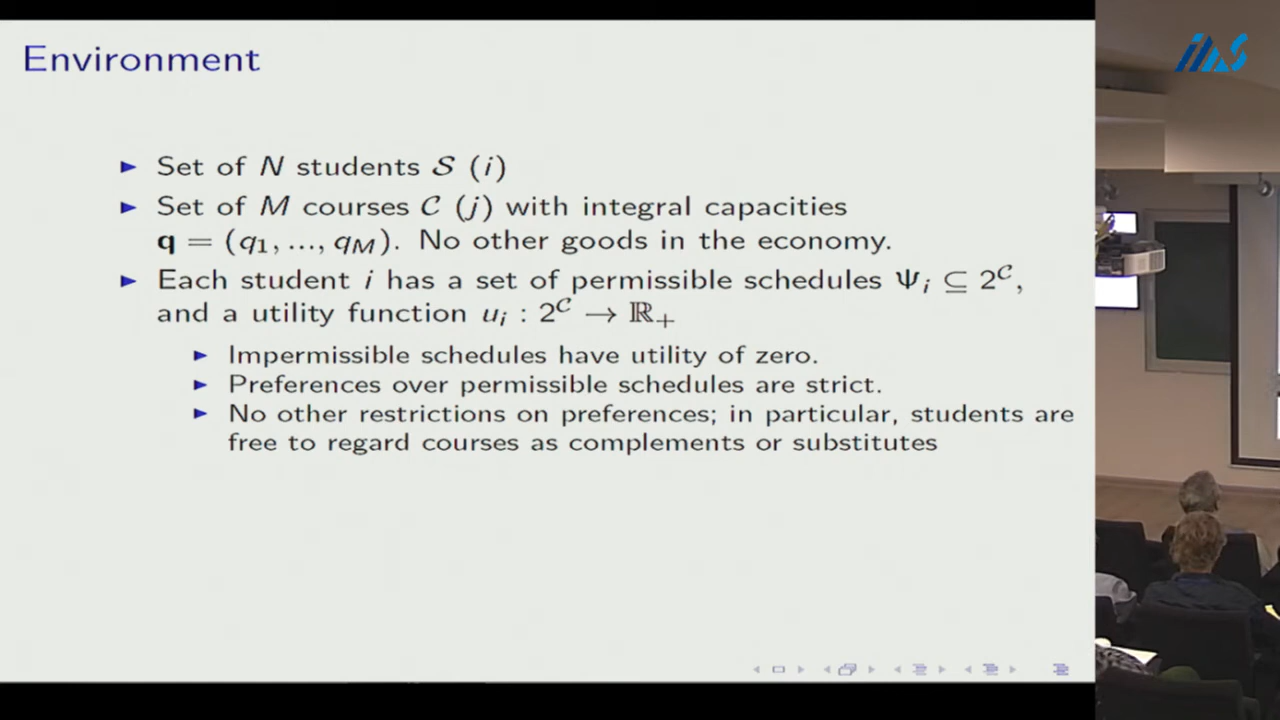 Environment
IIAS
Set of N students 𝒮 (i)
Set of M courses 𝒞 (j) with integral capacities
q = (q₁, ..., q_M). No other goods in the economy.
Each student i has a set of permissible schedules Ψᵢ ⊆ 2^𝒞,
and a utility function uᵢ : 2^𝒞 → ℝ₊
Impermissible schedules have utility of zero.
Preferences over permissible schedules are strict.
No other restrictions on preferences; in particular, students are
free to regard courses as complements or substitutes